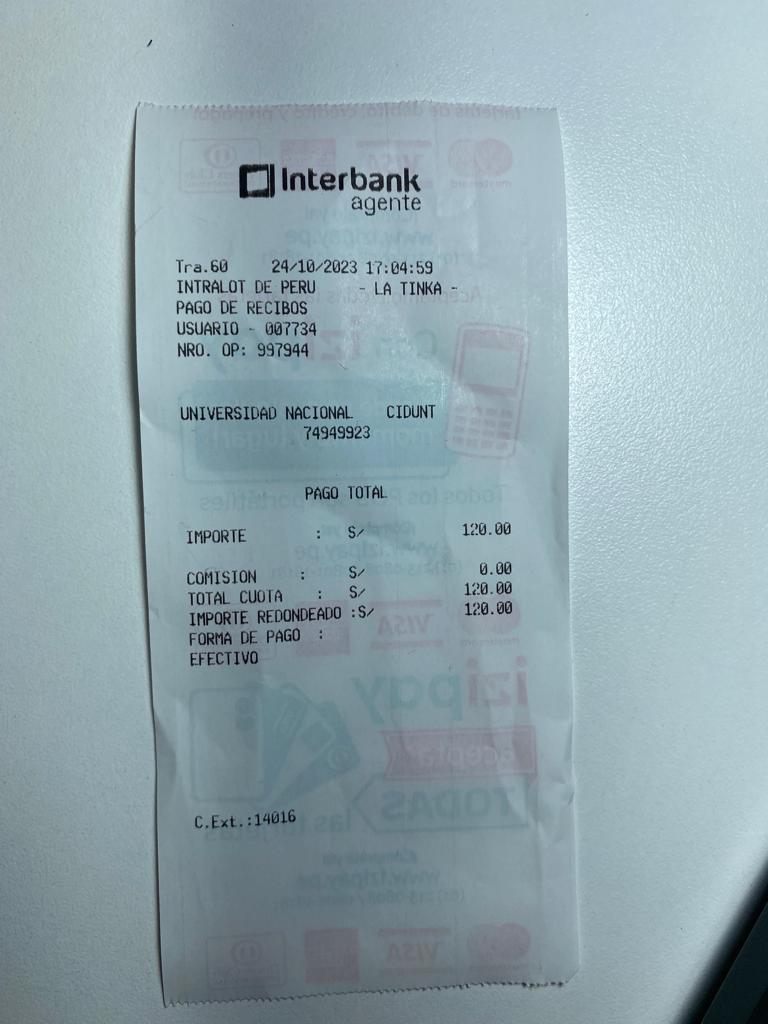 Interbank
agente
Tra.60 24/10/2023 17:04:59
INTRALOT DE PERU - LA TINKA -
PAGO DE RECIBOS
USUARIO - 007734
NRO. OP: 997944
UNIVERSIDAD NACIONAL CIDUNT
74949923
PAGO TOTAL
IMPORTE : S/ 120.00
COMISION : S/ 0.00
TOTAL CUOTA : S/ 120.00
IMPORTE REDONDEADO :S/ 120.00
FORMA DE PAGO :
EFECTIVO
C.Ext.:14016